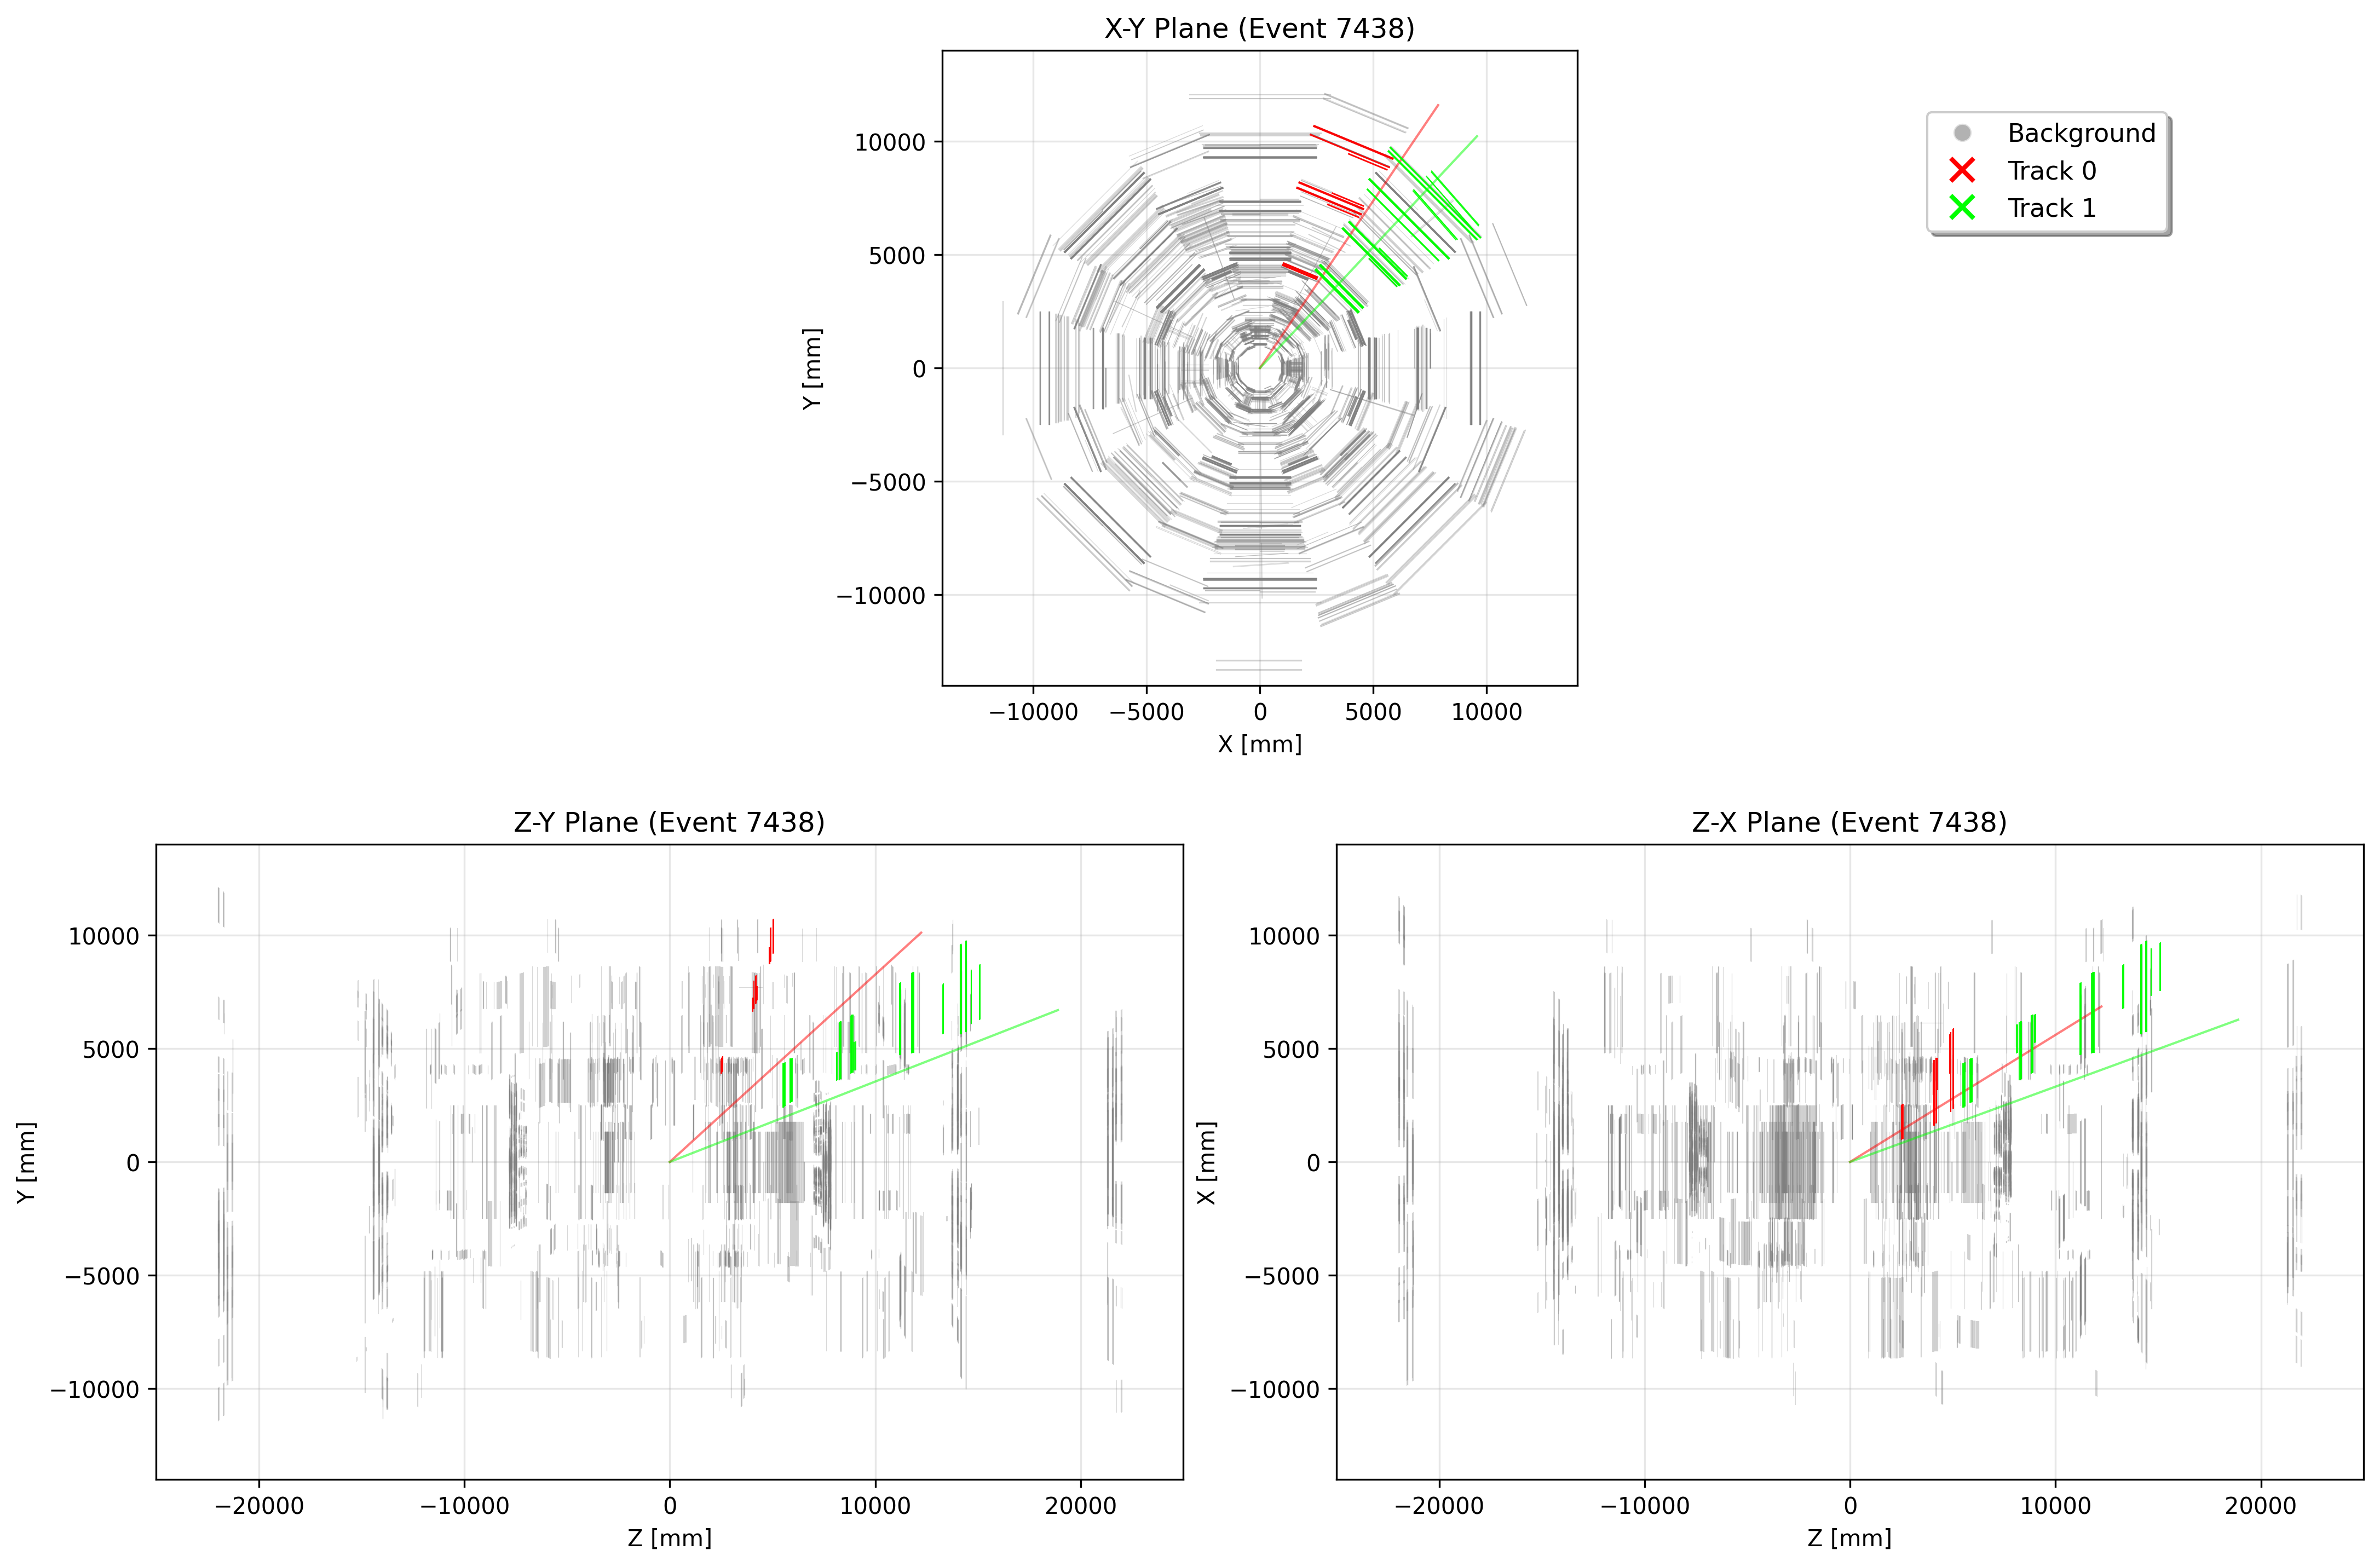 X-Y Plane (Event 7438)
Background
Track 0
Track 1
10000
5000
0
−5000
−10000
Y [mm]
−10000 −5000 0 5000 10000
X [mm]
Z-Y Plane (Event 7438)
10000
5000
0
−5000
−10000
Y [mm]
−20000 −10000 0 10000 20000
Z [mm]
Z-X Plane (Event 7438)
10000
5000
0
−5000
−10000
X [mm]
−20000 −10000 0 10000 20000
Z [mm]